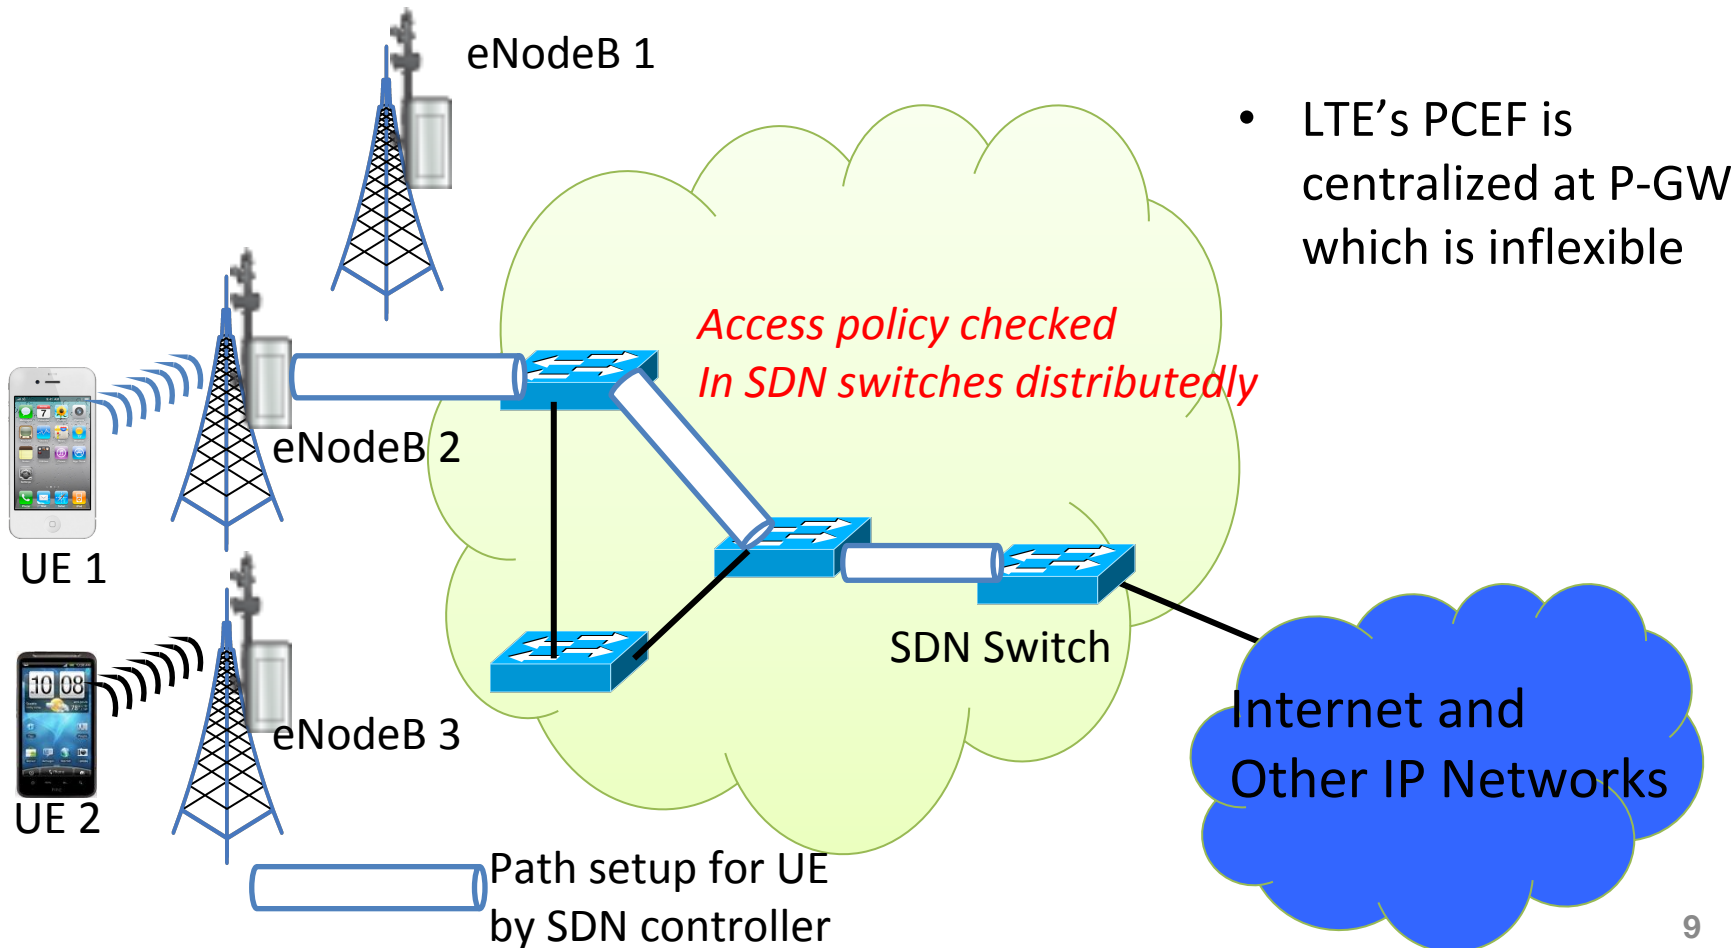 eNodeB 1
• LTE’s PCEF is
centralized at P-GW
which is inflexible
Access policy checked
In SDN switches distributedly
eNodeB 2
UE 1
SDN Switch
eNodeB 3
10 08
UE 2
Internet and
Other IP Networks
Path setup for UE
by SDN controller
9